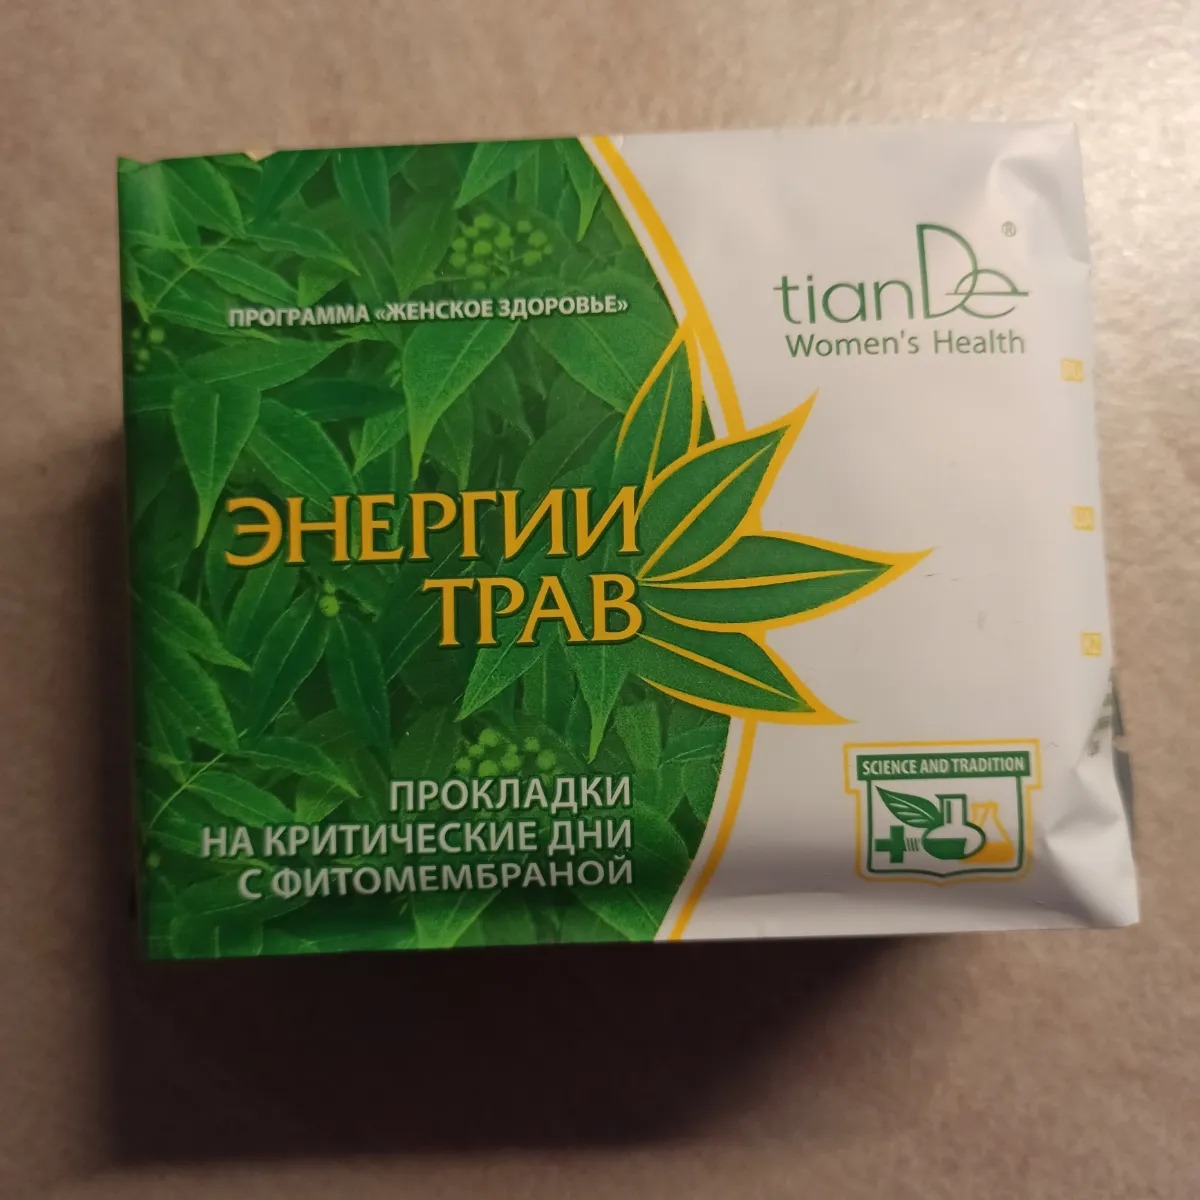 ПРОГРАММА «ЖЕНСКОЕ ЗДОРОВЬЕ»
tianDe®
Women's Health
ЭНЕРГИИ
ТРАВ
ПРОКЛАДКИ
НА КРИТИЧЕСКИЕ ДНИ
С ФИТОМЕМБРАНОЙ
SCIENCE AND TRADITION